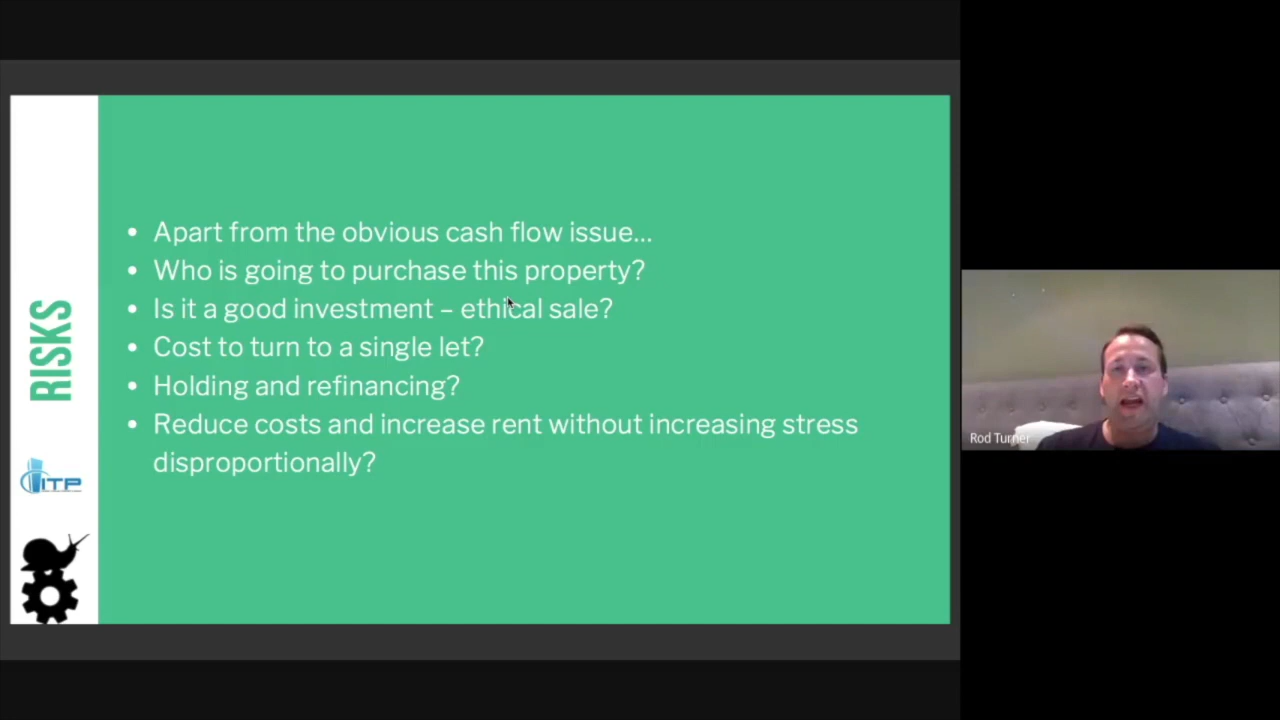 RISKS
ITP
• Apart from the obvious cash flow issue...
• Who is going to purchase this property?
• Is it a good investment – ethical sale?
• Cost to turn to a single let?
• Holding and refinancing?
• Reduce costs and increase rent without increasing stress
disproportionally?
Rod Turner